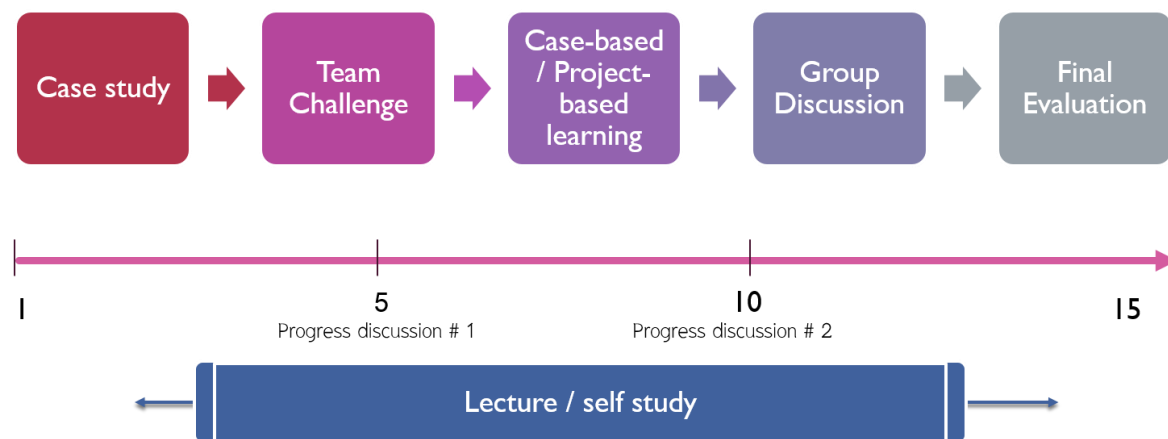 Case study
Team
Challenge
Case-based
/ Project-
based
learning
Group
Discussion
Final
Evaluation
1
5
10
15
Progress discussion # 1
Progress discussion # 2
Lecture / self study